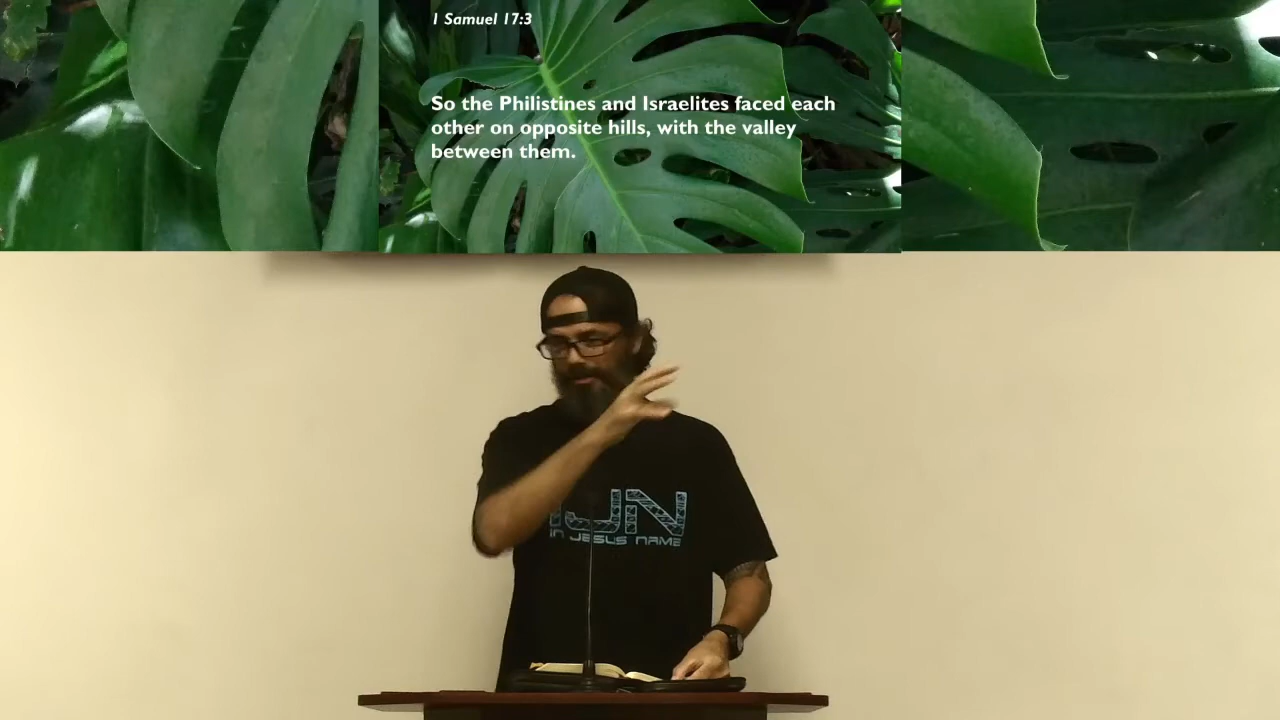 1 Samuel 17:3
So the Philistines and Israelites faced each
other on opposite hills, with the valley
between them.
IJN
IN JESUS NAME